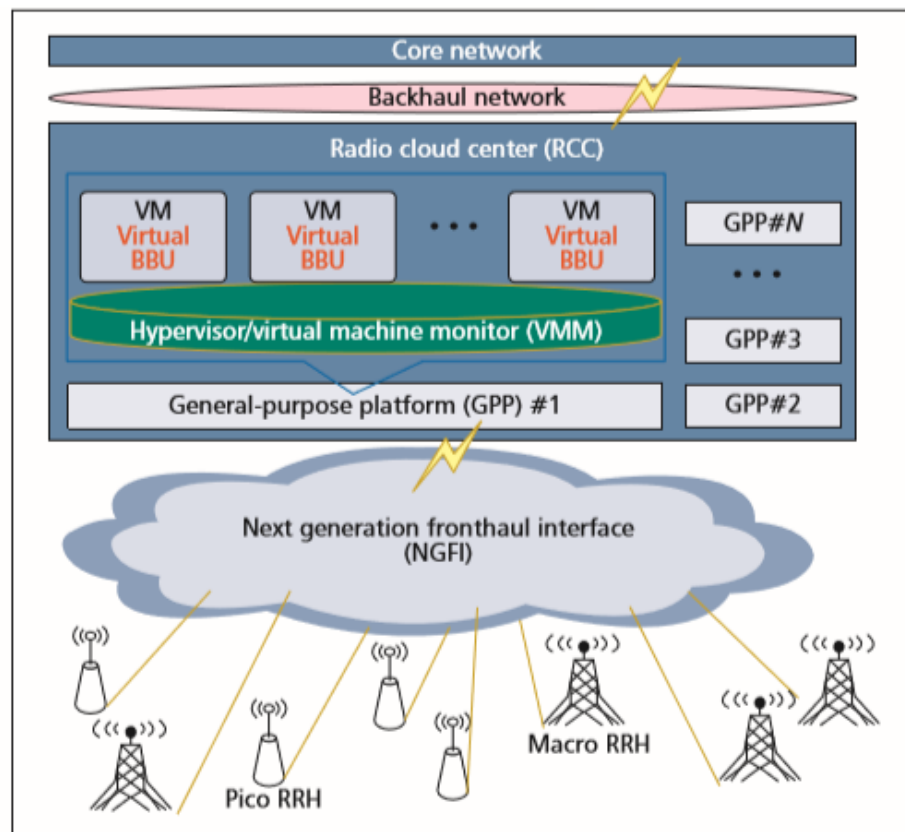 Core network
Backhaul network
Radio cloud center (RCC)
VM
Virtual
BBU
VM
Virtual
BBU
• • •
VM
Virtual
BBU
GPP#N
• • •
Hypervisor/virtual machine monitor (VMM)
GPP#3
General-purpose platform (GPP) #1
GPP#2
Next generation fronthaul interface
(NGFI)
Macro RRH
Pico RRH